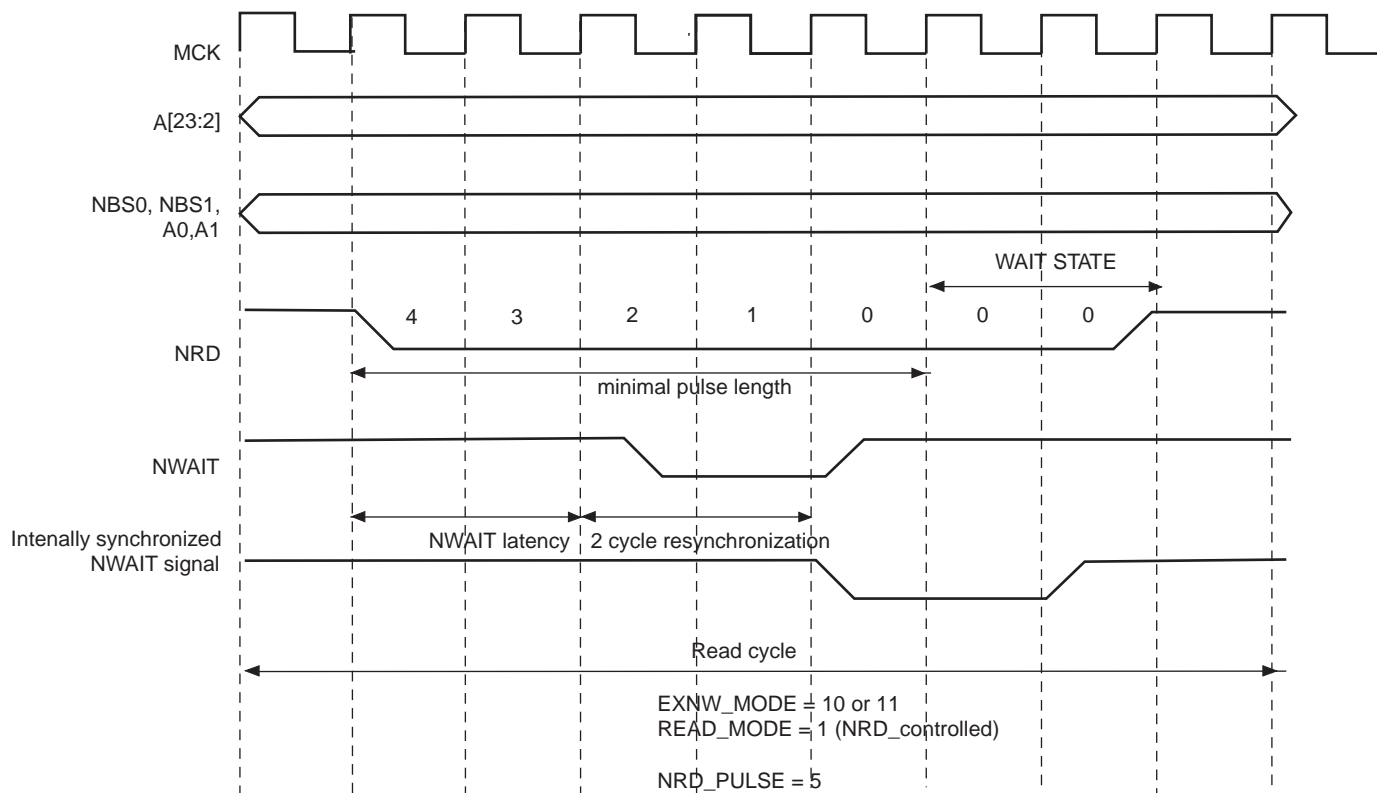 MCK
A[23:2]
NBS0, NBS1,
A0,A1
WAIT STATE
4 3 2 1 0 0 0
NRD
minimal pulse length
NWAIT
NWAIT latency 2 cycle resynchronization
Intenally synchronized
NWAIT signal
Read cycle
EXNW_MODE = 10 or 11
READ_MODE = 1 (NRD_controlled)
NRD_PULSE = 5